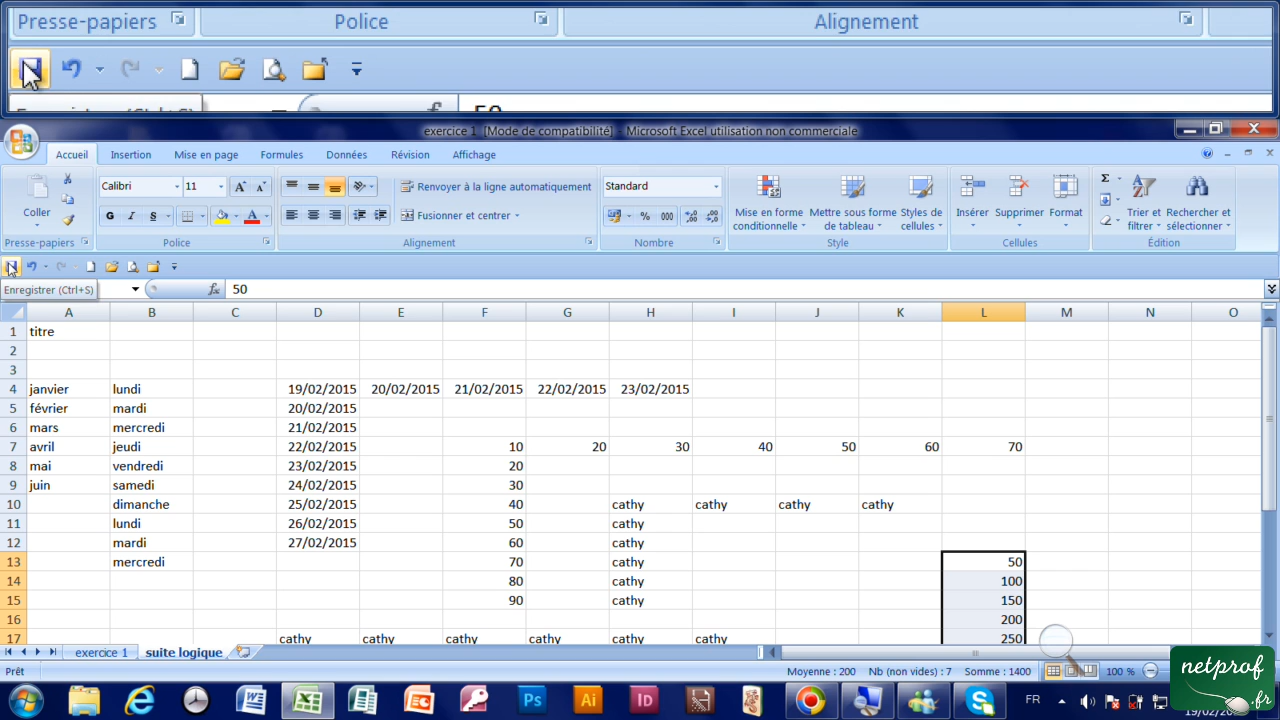 Presse-papiers Police Alignement
50
exercice 1 [Mode de compatibilité] - Microsoft Excel utilisation non commerciale
Accueil Insertion Mise en page Formules Données Révision Affichage
Coller
Calibri 11
G I S
Renvoyer à la ligne automatiquement
Fusionner et centrer
Standard
% 000
Mise en forme conditionnelle
Mettre sous forme de tableau
Styles de cellules
Insérer Supprimer Format
Σ
Trier et filtrer
Rechercher et sélectionner
Presse-papiers Police Alignement Nombre Style Cellules Édition
Enregistrer (Ctrl+S) fx 50
A B C D E F G H I J K L M N O
1 titre
2
3
4 janvier lundi 19/02/2015 20/02/2015 21/02/2015 22/02/2015 23/02/2015
5 février mardi 20/02/2015
6 mars mercredi 21/02/2015
7 avril jeudi 22/02/2015 10 20 30 40 50 60 70
8 mai vendredi 23/02/2015 20
9 juin samedi 24/02/2015 30
10 dimanche 25/02/2015 40 cathy cathy cathy cathy
11 lundi 26/02/2015 50 cathy
12 mardi 27/02/2015 60 cathy
13 mercredi 70 cathy 50
14 80 cathy 100
15 90 cathy 150
16 200
17 cathy cathy cathy cathy cathy cathy 250
exercice 1 suite logique
Prêt Moyenne : 200 Nb (non vides) : 7 Somme : 1400 100 %
Ps Ai ID FR
netprof
.fr